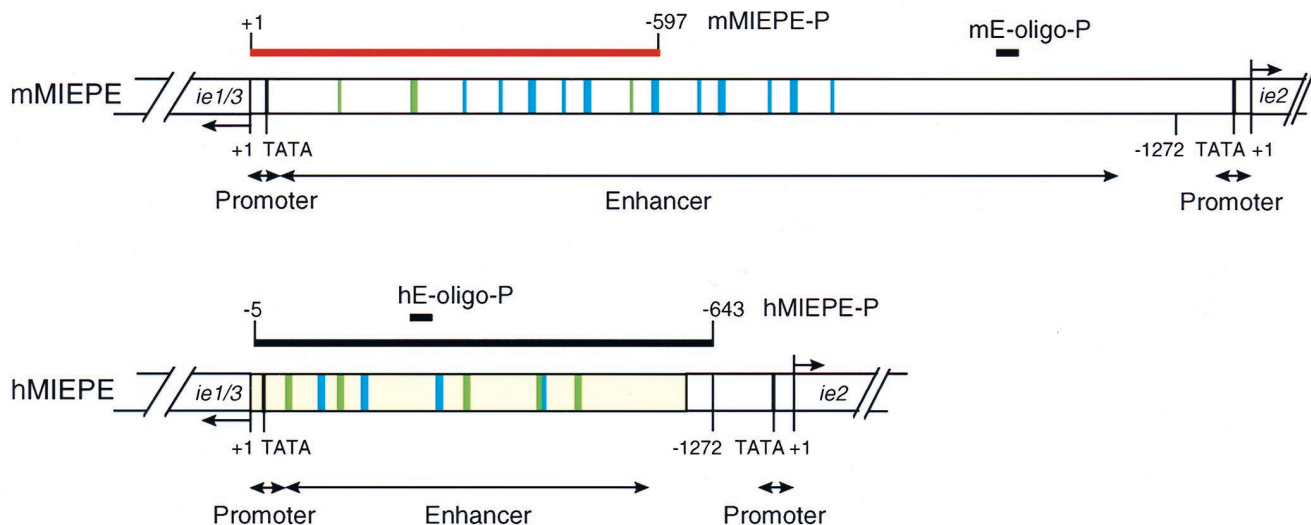 +1 -597 mMIEPE-P mE-oligo-P
mMIEPE ie1/3 ie2
+1 TATA -1272 TATA +1
Promoter Enhancer Promoter
hE-oligo-P
-5 -643 hMIEPE-P
hMIEPE ie1/3 ie2
+1 TATA -1272 TATA +1
Promoter Enhancer Promoter